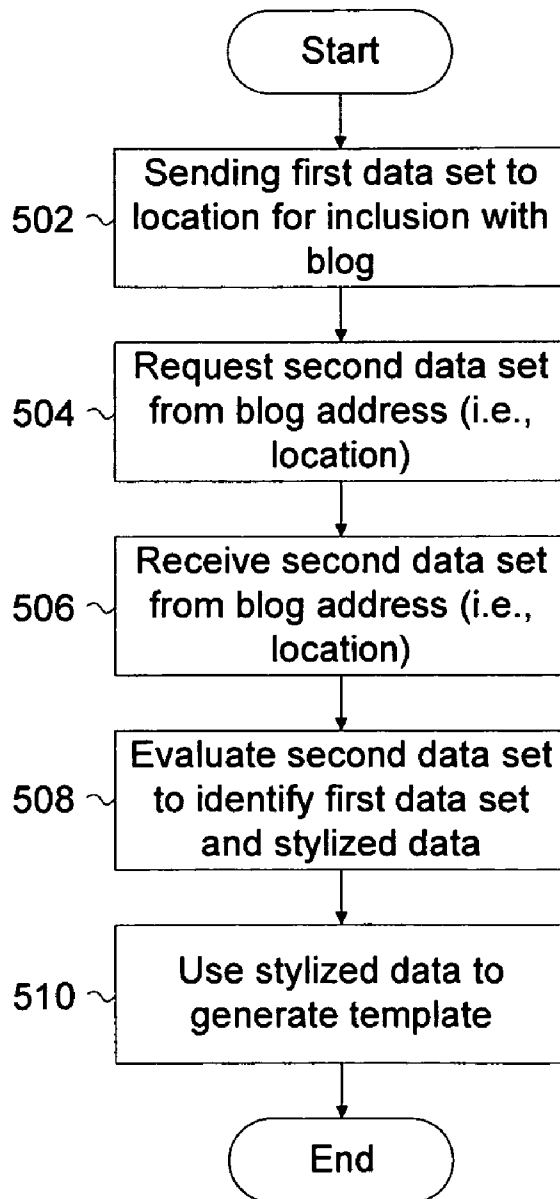 Start
Sending first data set to
location for inclusion with
blog
502
Request second data set
from blog address (i.e.,
location)
504
Receive second data set
from blog address (i.e.,
location)
506
Evaluate second data set
to identify first data set
and stylized data
508
Use stylized data to
generate template
510
End